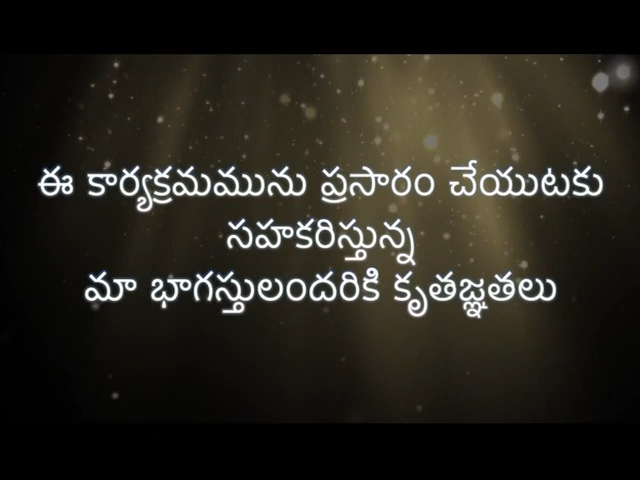 ఈ కార్యక్రమమును ప్రసారం చేయుటకు
సహకరిస్తున్న
మా భాగస్తులందరికి కృతజ్ఞతలు